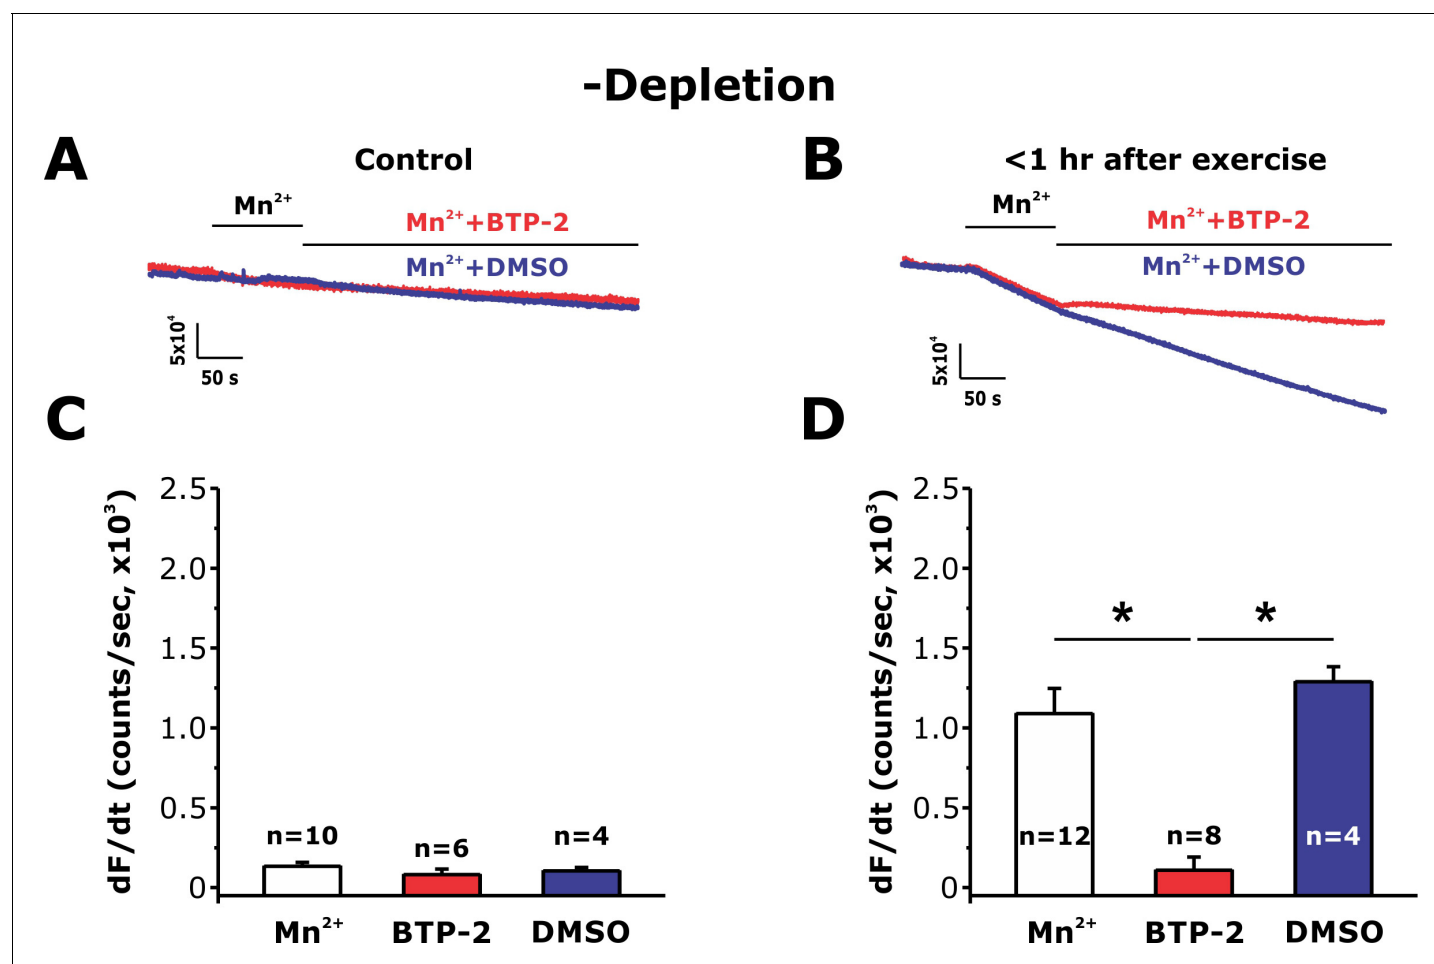 -Depletion
A
Control
Mn²⁺
Mn²⁺+BTP-2
Mn²⁺+DMSO
5x10⁴
50 s
B
<1 hr after exercise
Mn²⁺
Mn²⁺+BTP-2
Mn²⁺+DMSO
5x10⁴
50 s
C
dF/dt (counts/sec, x10³)
2.5
2.0
1.5
1.0
0.5
0
n=10
n=6
n=4
Mn²⁺
BTP-2
DMSO
D
dF/dt (counts/sec, x10³)
2.5
2.0
1.5
1.0
0.5
0
*
*
n=12
n=8
n=4
Mn²⁺
BTP-2
DMSO